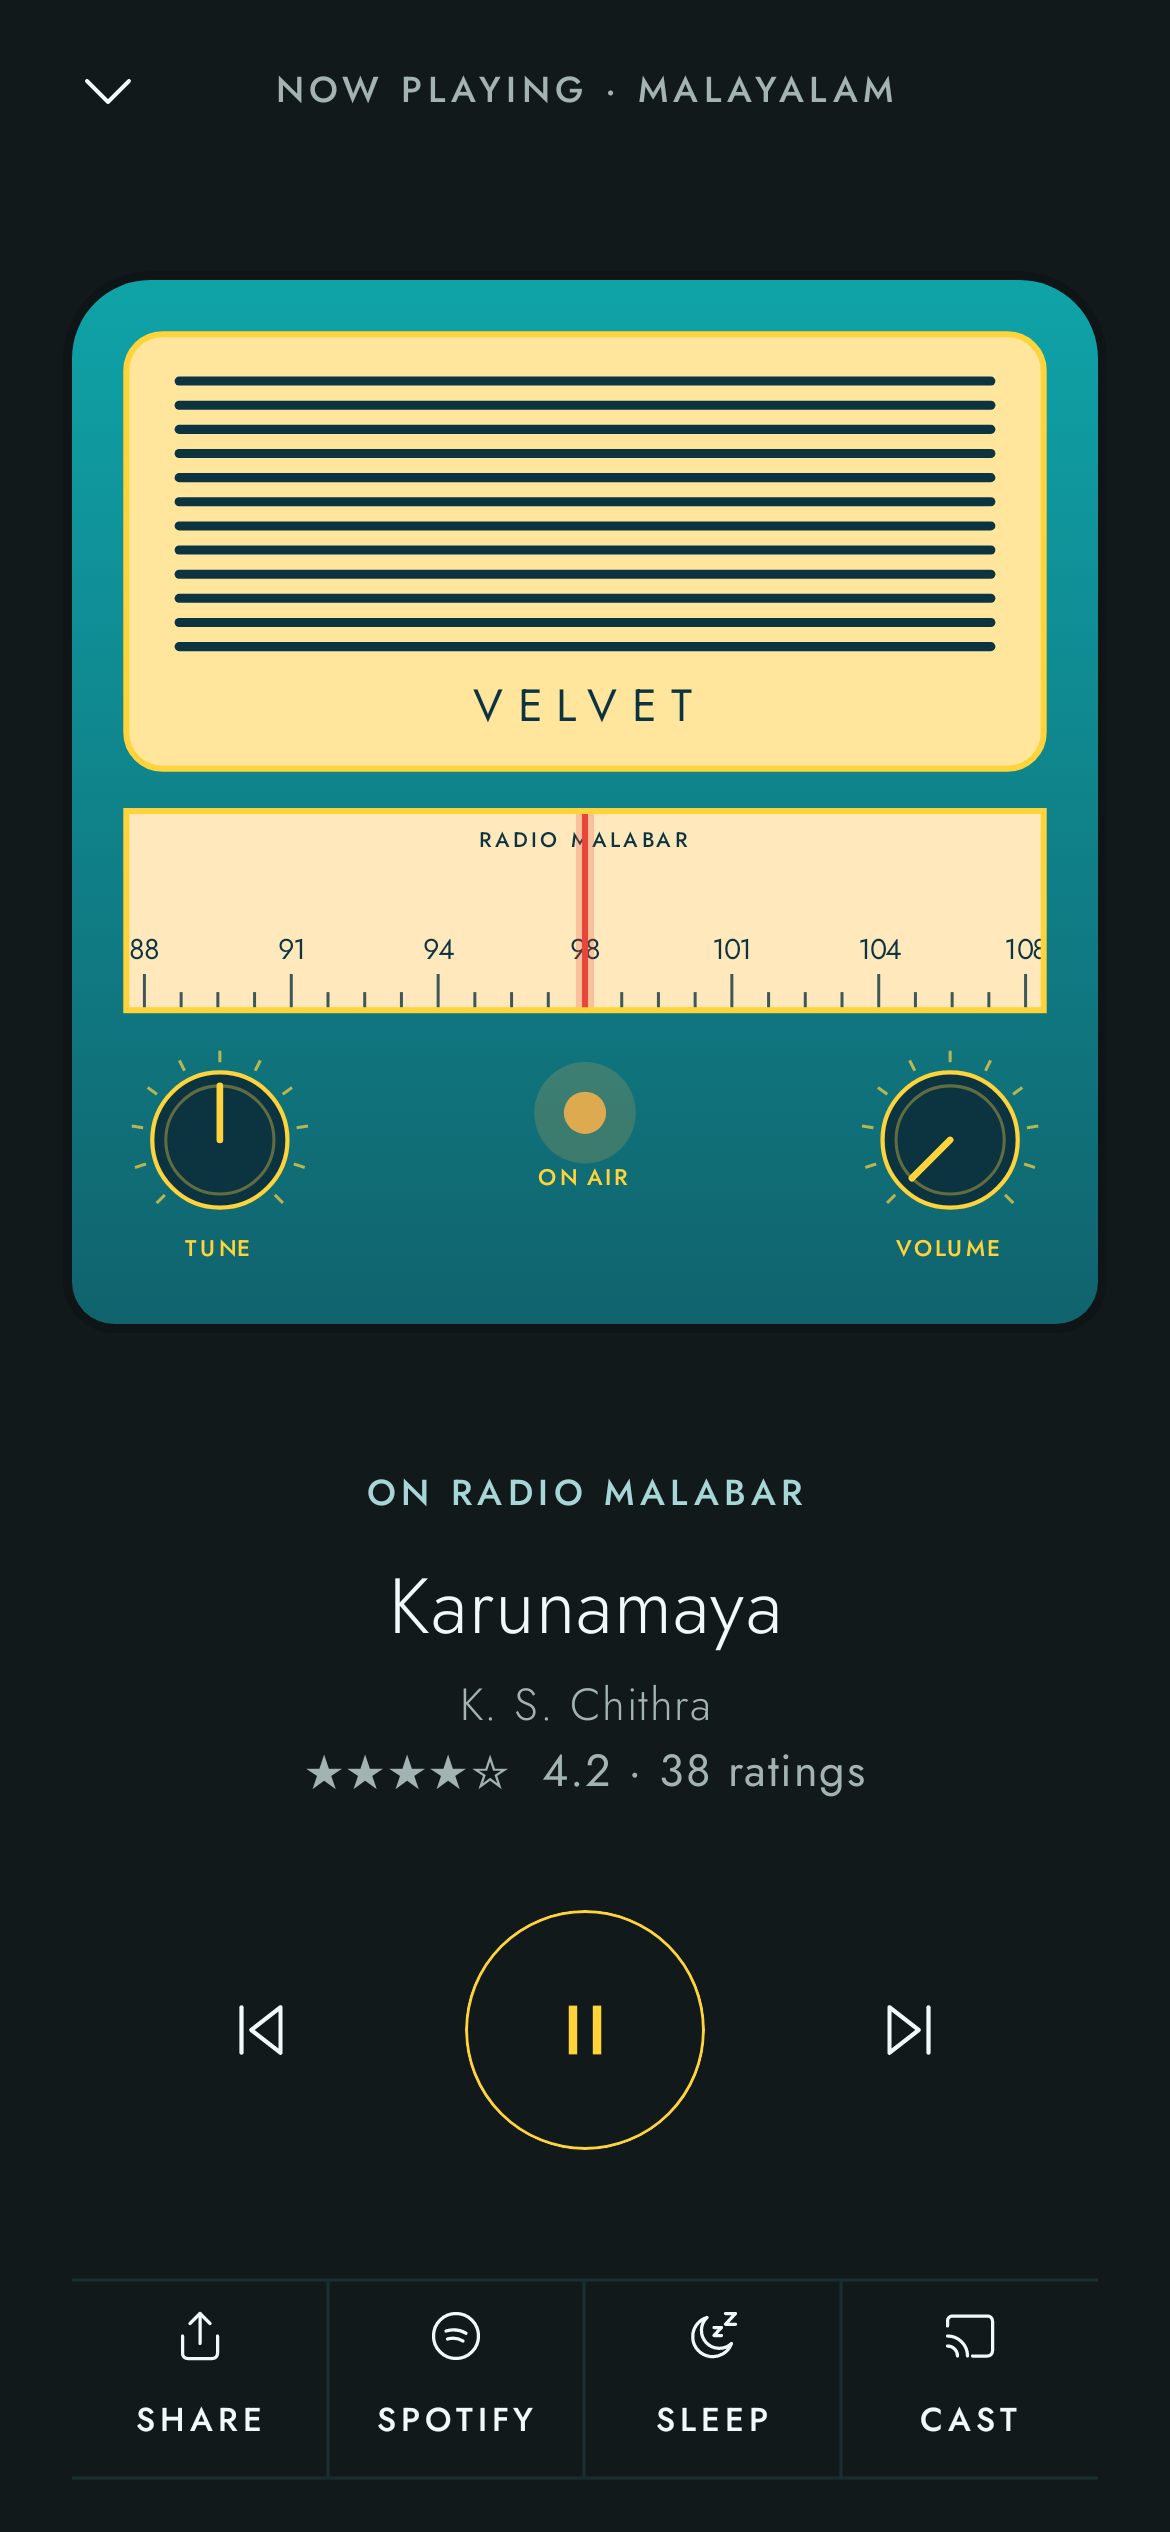 NOW PLAYING · MALAYALAM
VELVET
RADIO MALABAR
88 91 94 98 101 104 108
ON AIR
TUNE VOLUME
ON RADIO MALABAR
Karunamaya
K. S. Chithra
★★★★☆ 4.2 · 38 ratings
SHARE SPOTIFY SLEEP CAST